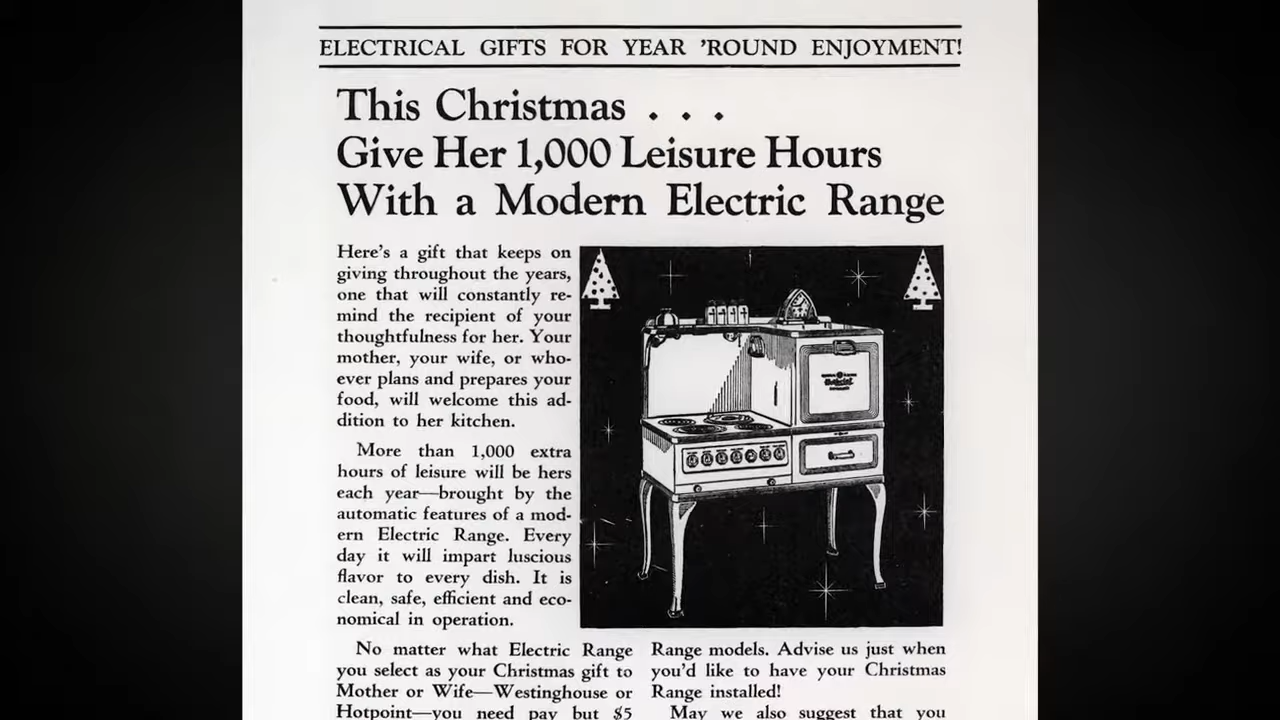 ELECTRICAL GIFTS FOR YEAR ’ROUND ENJOYMENT!
This Christmas . . .
Give Her 1,000 Leisure Hours
With a Modern Electric Range
Here’s a gift that keeps on
giving throughout the years,
one that will constantly re-
mind the recipient of your
thoughtfulness for her. Your
mother, your wife, or who-
ever plans and prepares your
food, will welcome this ad-
dition to her kitchen.
More than 1,000 extra
hours of leisure will be hers
each year—brought by the
automatic features of a mod-
ern Electric Range. Every
day it will impart luscious
flavor to every dish. It is
clean, safe, efficient and eco-
nomical in operation.
No matter what Electric Range
you select as your Christmas gift to
Mother or Wife—Westinghouse or
Hotpoint—you need pay but $5
Range models. Advise us just when
you’d like to have your Christmas
Range installed!
May we also suggest that you